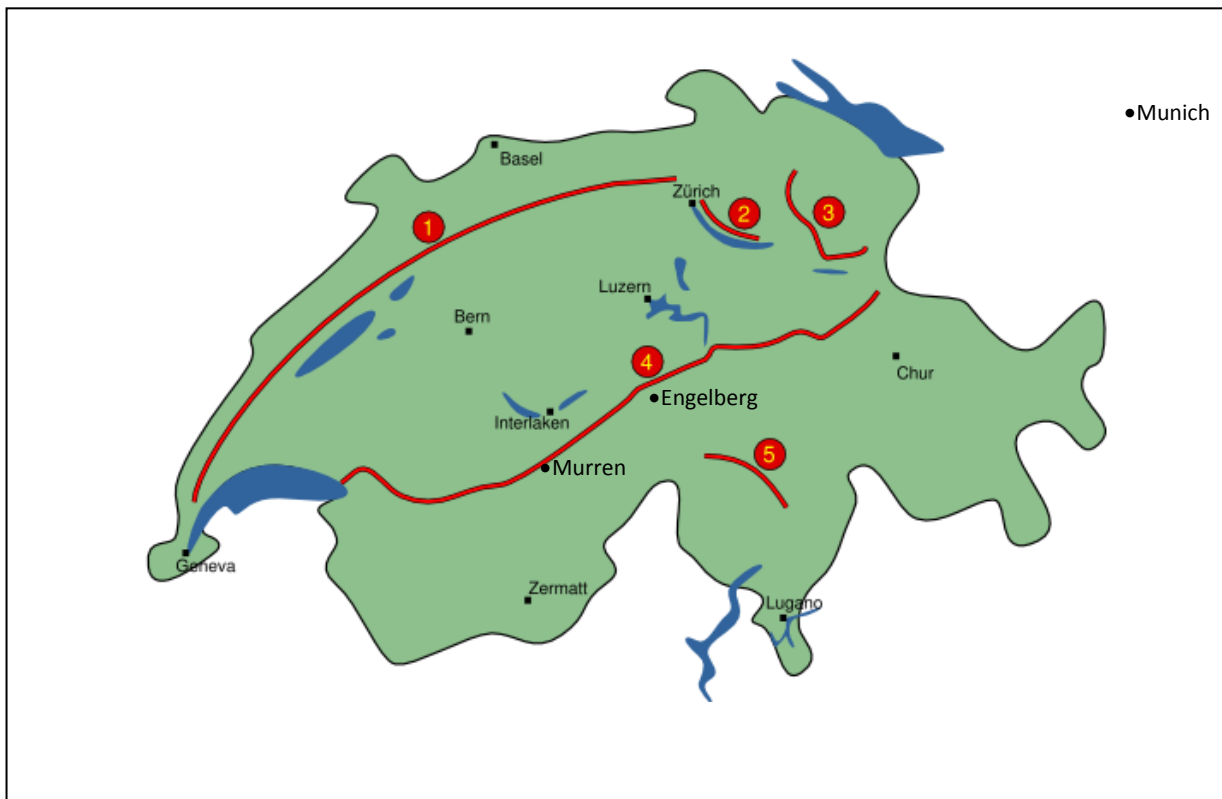 Munich
Basel
Zürich
1
2
3
Luzern
Bern
4
Chur
Engelberg
Interlaken
Murren
5
Geneva
Zermatt
Lugano